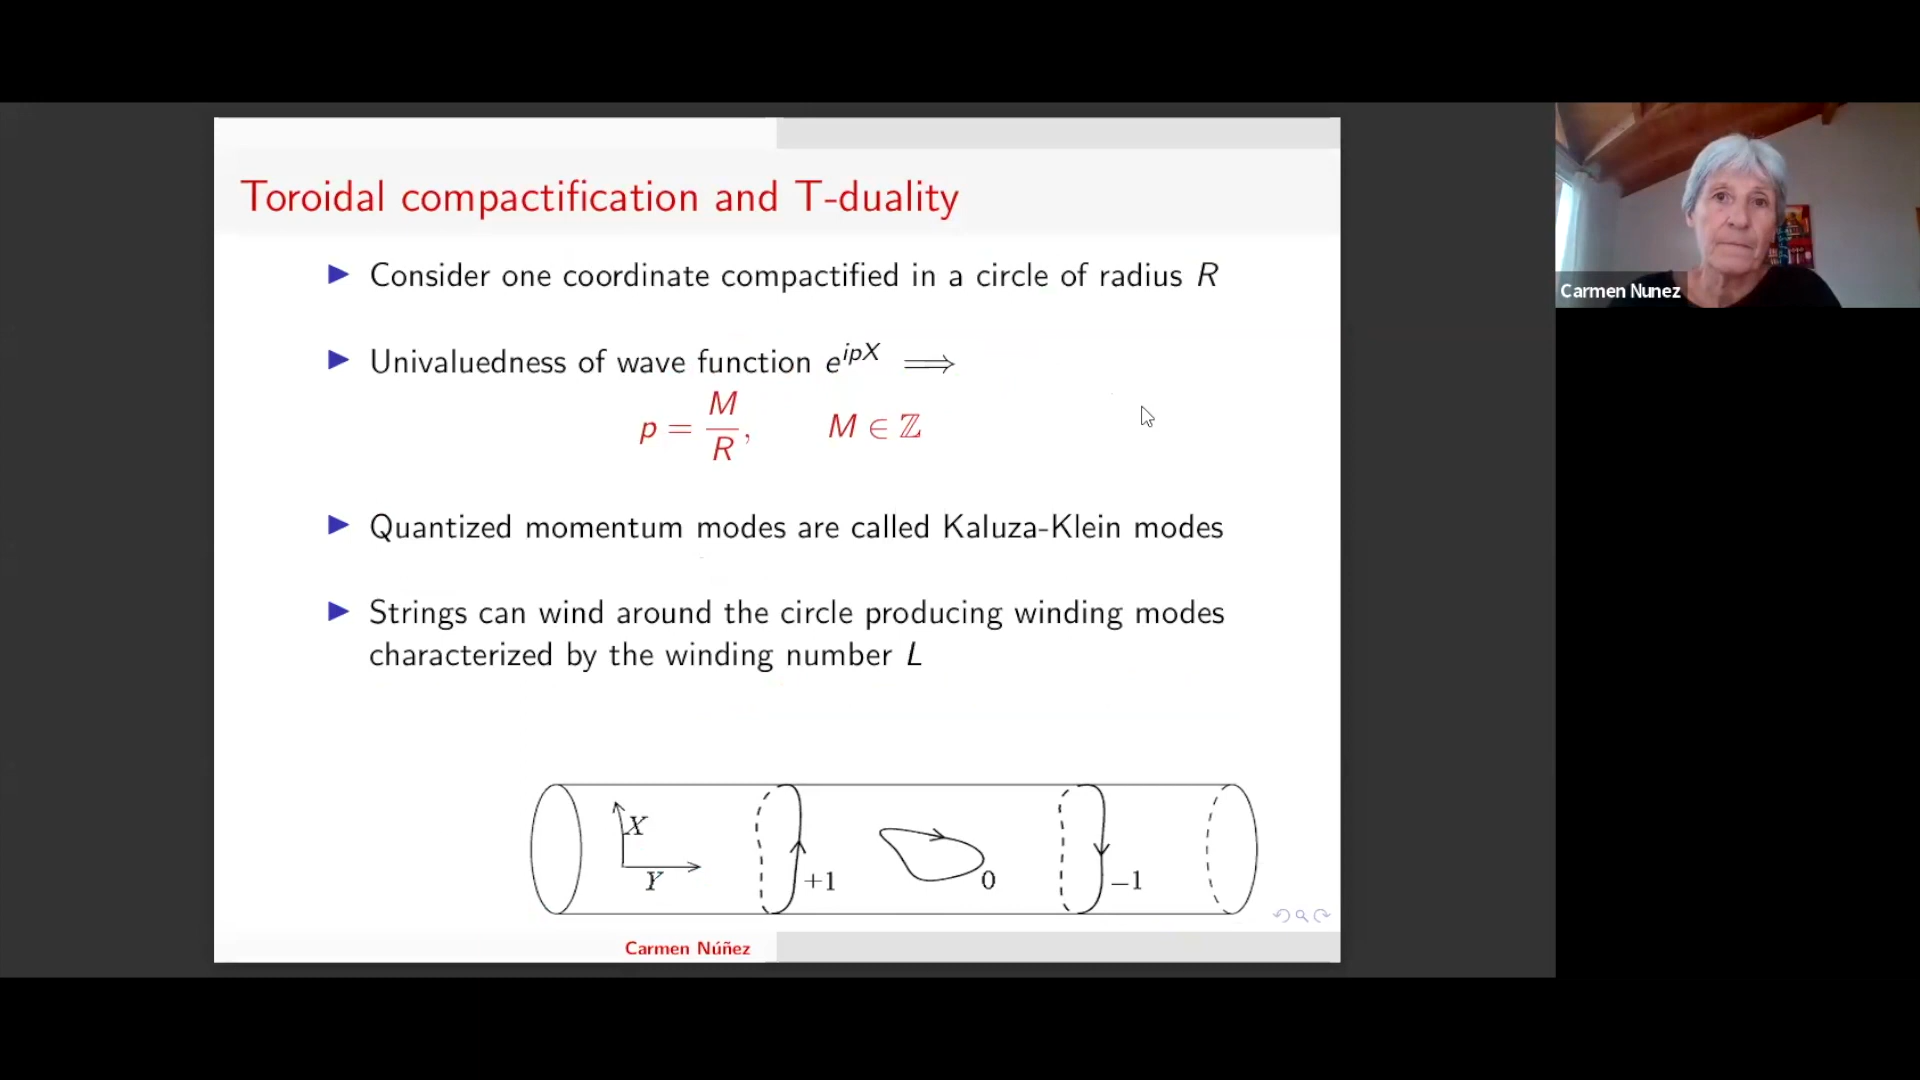 Toroidal compactification and T-duality
Consider one coordinate compactified in a circle of radius R
Univaluedness of wave function e^{ipX} ⟹
p = M/R, M ∈ ℤ
Quantized momentum modes are called Kaluza-Klein modes
Strings can wind around the circle producing winding modes
characterized by the winding number L
X
Y
+1
0
−1
Carmen Núñez
Carmen Nunez